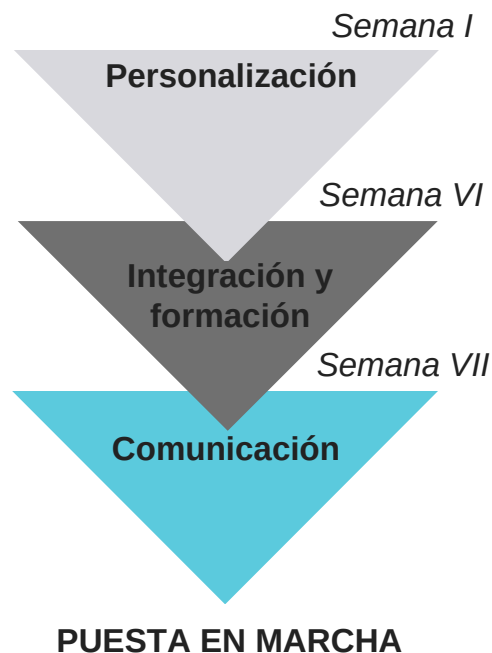 Semana I
Personalización
Semana VI
Integración y
formación
Semana VII
Comunicación
PUESTA EN MARCHA